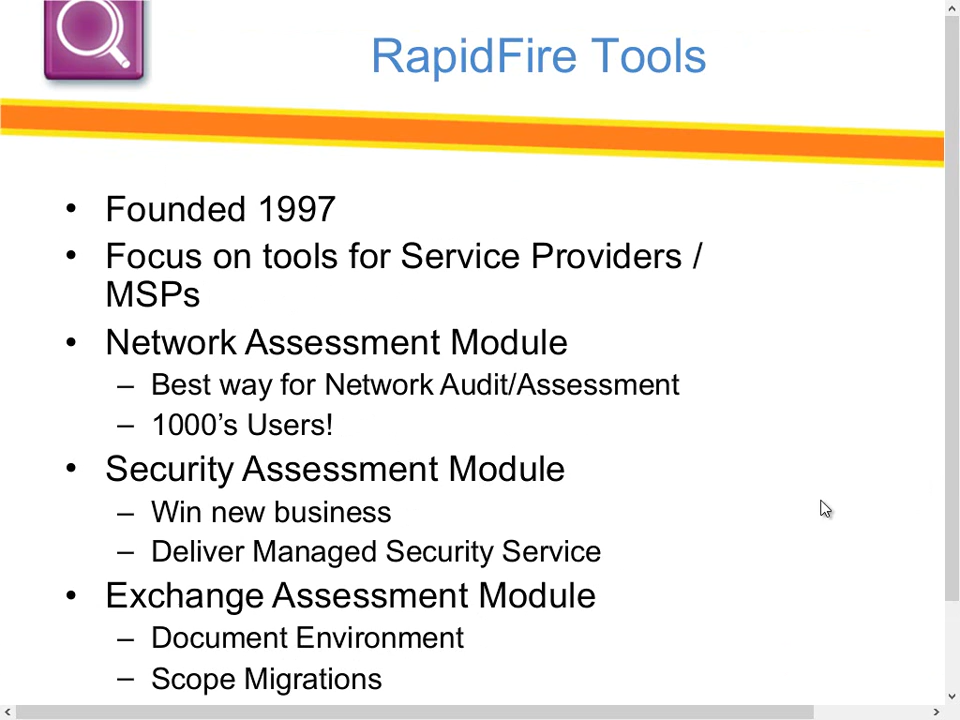 RapidFire Tools
• Founded 1997
• Focus on tools for Service Providers /
MSPs
• Network Assessment Module
– Best way for Network Audit/Assessment
– 1000’s Users!
• Security Assessment Module
– Win new business
– Deliver Managed Security Service
• Exchange Assessment Module
– Document Environment
– Scope Migrations